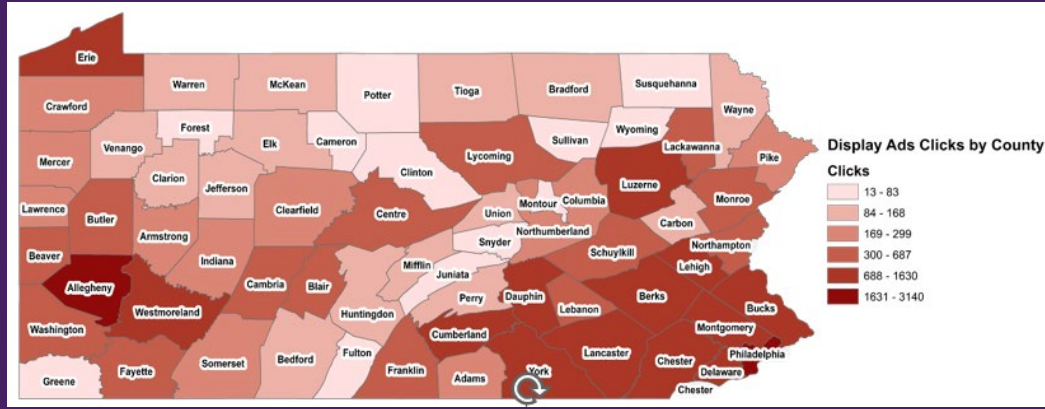 Erie
Warren
McKean
Potter
Tioga
Bradford
Susquehanna
Wayne
Crawford
Forest
Elk
Cameron
Sullivan
Wyoming
Lackawanna
Pike
Mercer
Venango
Clarion
Jefferson
Clinton
Lycoming
Luzerne
Monroe
Lawrence
Butler
Armstrong
Clearfield
Centre
Union
Montour
Columbia
Carbon
Northampton
Beaver
Indiana
Snyder
Northumberland
Schuylkill
Lehigh
Allegheny
Westmoreland
Cambria
Blair
Mifflin
Juniata
Perry
Dauphin
Lebanon
Berks
Bucks
Washington
Huntingdon
Cumberland
Montgomery
Greene
Fayette
Somerset
Bedford
Fulton
Franklin
Adams
York
Lancaster
Chester
Philadelphia
Delaware
Chester
Display Ads Clicks by County
Clicks
13 - 83
84 - 168
169 - 299
300 - 687
688 - 1630
1631 - 3140